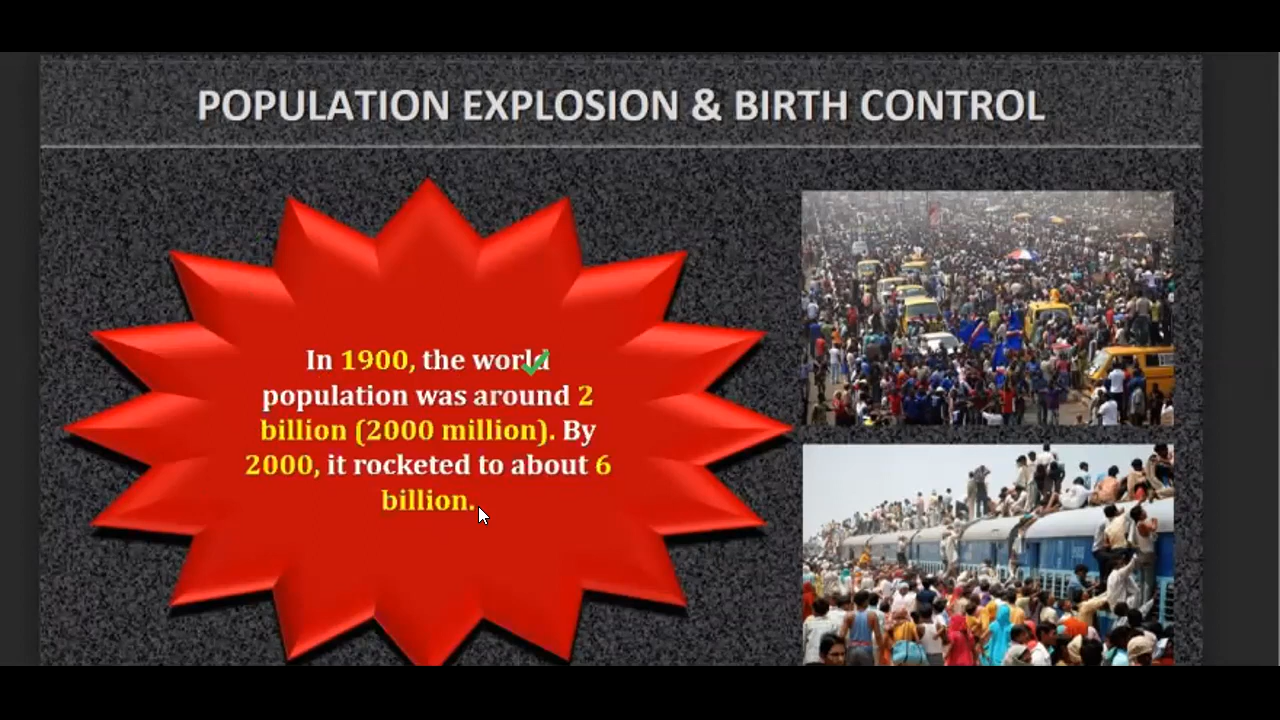 POPULATION EXPLOSION & BIRTH CONTROL
In 1900, the world
population was around 2
billion (2000 million). By
2000, it rocketed to about 6
billion.